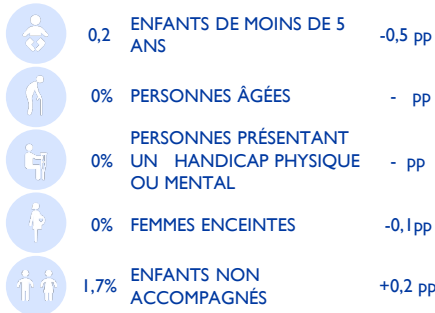 0,2 ENFANTS DE MOINS DE 5 ANS -0,5 pp
0% PERSONNES ÂGÉES - pp
0% PERSONNES PRÉSENTANT UN HANDICAP PHYSIQUE OU MENTAL - pp
0% FEMMES ENCEINTES -0,1pp
1,7% ENFANTS NON ACCOMPAGNÉS +0,2 pp